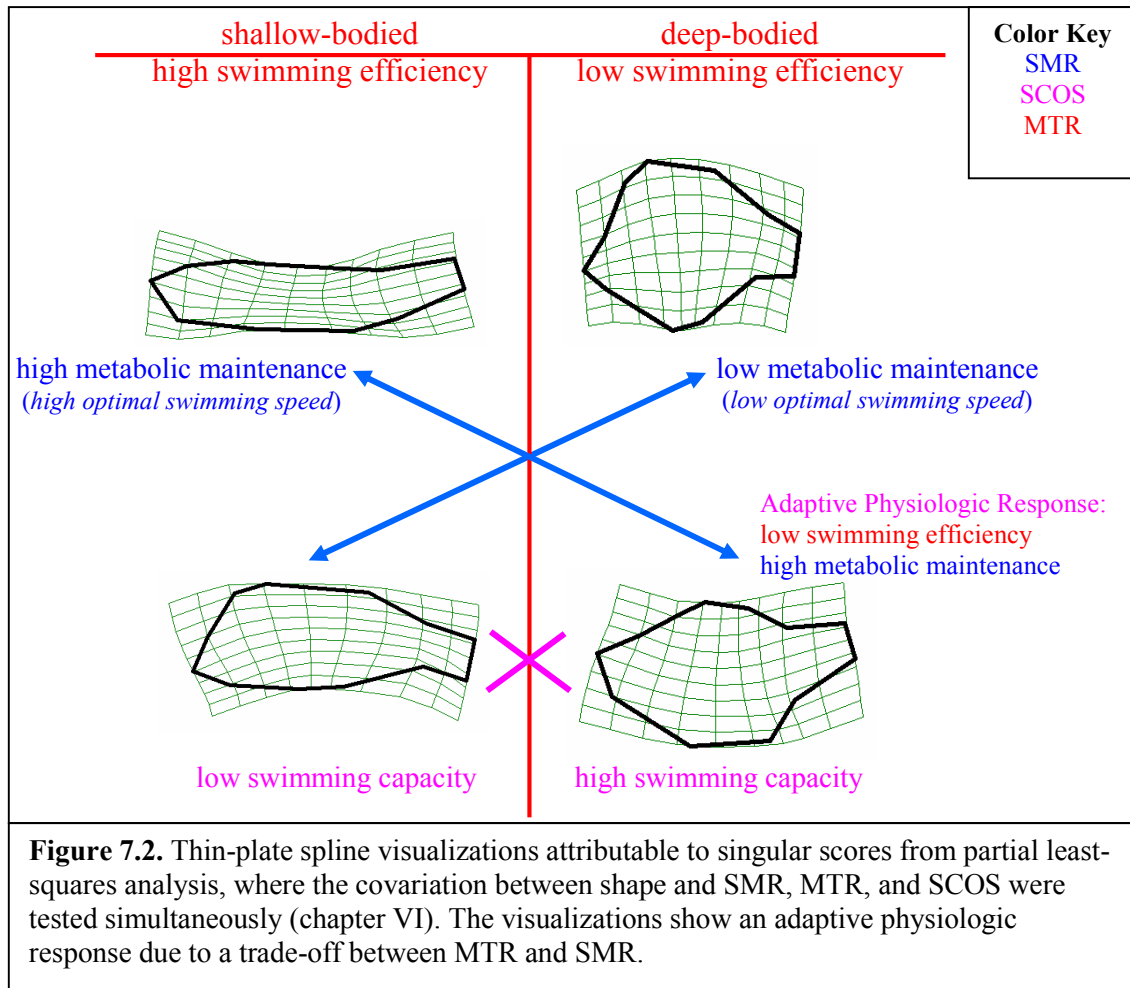 shallow-bodied
high swimming efficiency
deep-bodied
low swimming efficiency
Color Key
SMR
SCOS
MTR
high metabolic maintenance
(high optimal swimming speed)
low metabolic maintenance
(low optimal swimming speed)
Adaptive Physiologic Response:
low swimming efficiency
high metabolic maintenance
low swimming capacity
high swimming capacity
Figure 7.2. Thin-plate spline visualizations attributable to singular scores from partial least-
squares analysis, where the covariation between shape and SMR, MTR, and SCOS were
tested simultaneously (chapter VI). The visualizations show an adaptive physiologic
response due to a trade-off between MTR and SMR.